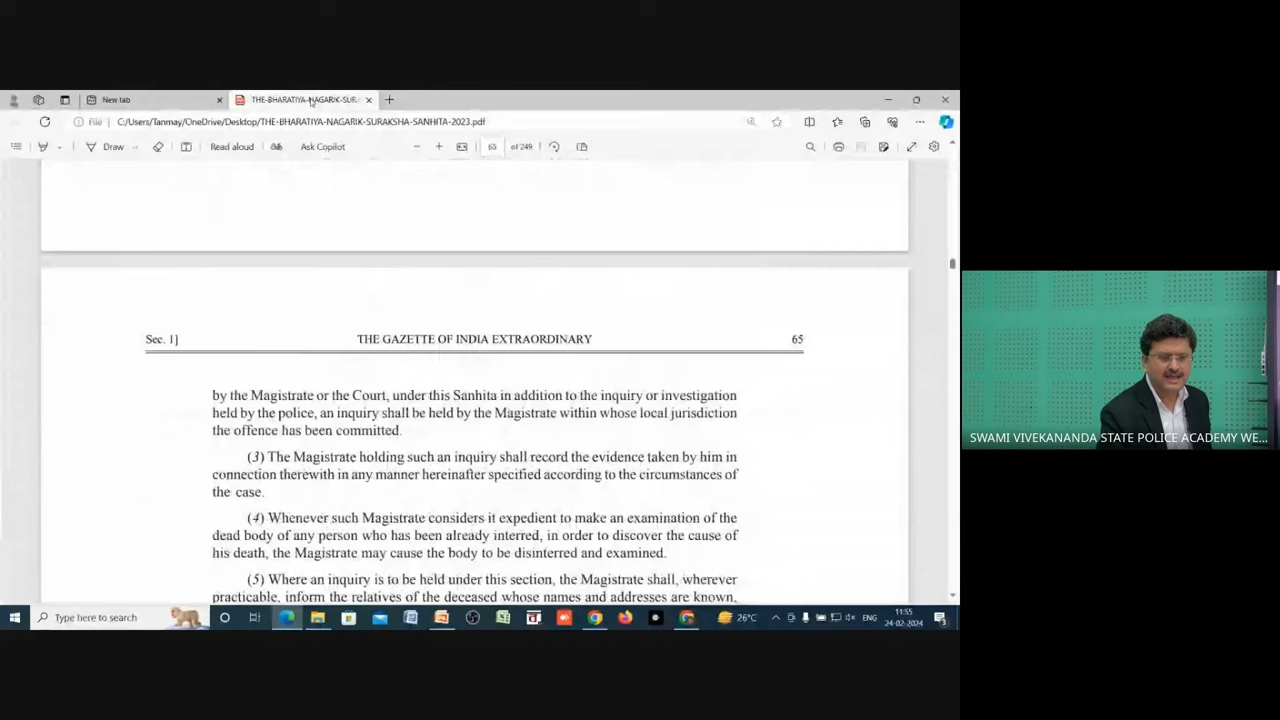 New tab
THE-BHARATIYA-NAGARIK-SUR
File C:/Users/Tanmay/OneDrive/Desktop/THE-BHARATIYA-NAGARIK-SURAKSHA-SANHITA-2023.pdf
Draw Read aloud Ask Copilot 65 of 249
Sec. 1] THE GAZETTE OF INDIA EXTRAORDINARY 65
by the Magistrate or the Court, under this Sanhita in addition to the inquiry or investigation
held by the police, an inquiry shall be held by the Magistrate within whose local jurisdiction
the offence has been committed.
(3) The Magistrate holding such an inquiry shall record the evidence taken by him in
connection therewith in any manner hereinafter specified according to the circumstances of
the case.
(4) Whenever such Magistrate considers it expedient to make an examination of the
dead body of any person who has been already interred, in order to discover the cause of
his death, the Magistrate may cause the body to be disinterred and examined.
(5) Where an inquiry is to be held under this section, the Magistrate shall, wherever
practicable, inform the relatives of the deceased whose names and addresses are known,
Type here to search 26°C ENG 11:55
24-02-2024
SWAMI VIVEKANANDA STATE POLICE ACADEMY WE...